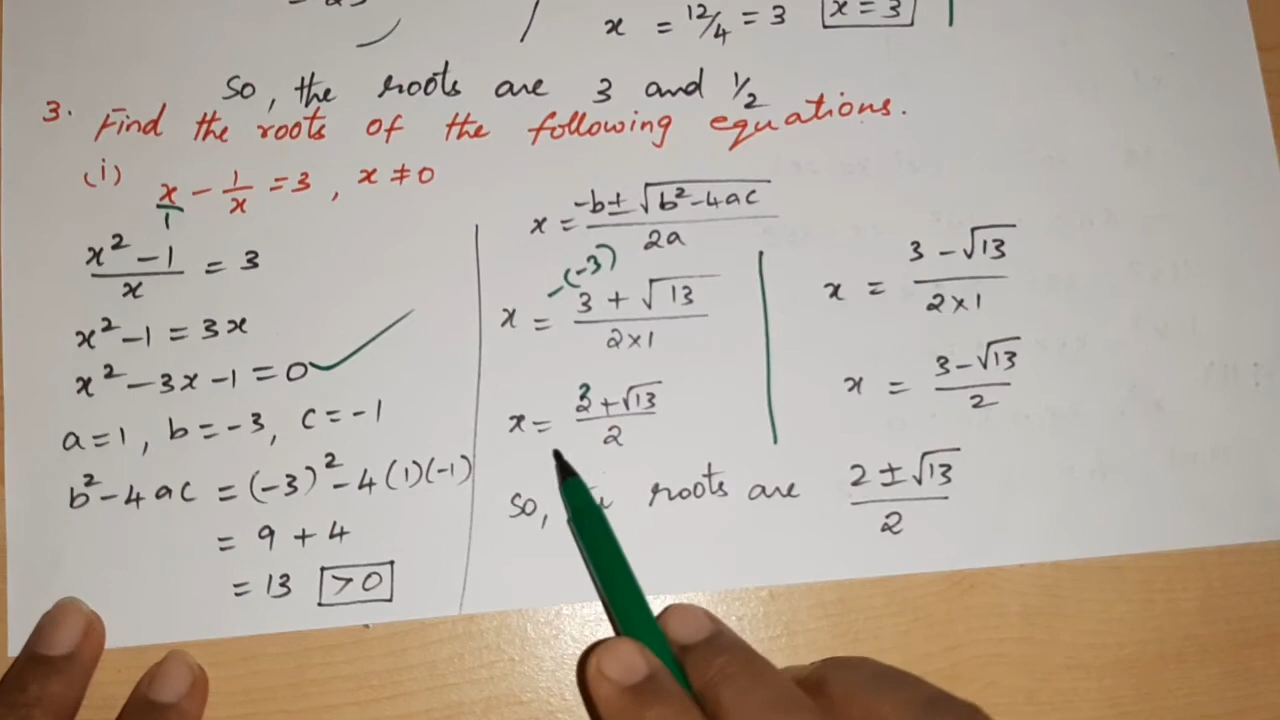 x = 12/4 = 3 x = 3
So, the roots are 3 and 1/2
3. Find the roots of the following equations.
(i) x/1 - 1/x = 3, x ≠ 0
(x² - 1)/x = 3
x² - 1 = 3x
x² - 3x - 1 = 0 ✓
a = 1, b = -3, c = -1
b² - 4ac = (-3)² - 4(1)(-1)
= 9 + 4
= 13 > 0
x = (-b ± √(b² - 4ac))/2a
-(-3)
x = (3 + √13)/(2×1)
x = (3 + √13)/2
x = (3 - √13)/(2×1)
x = (3 - √13)/2
So, roots are (2 ± √13)/2